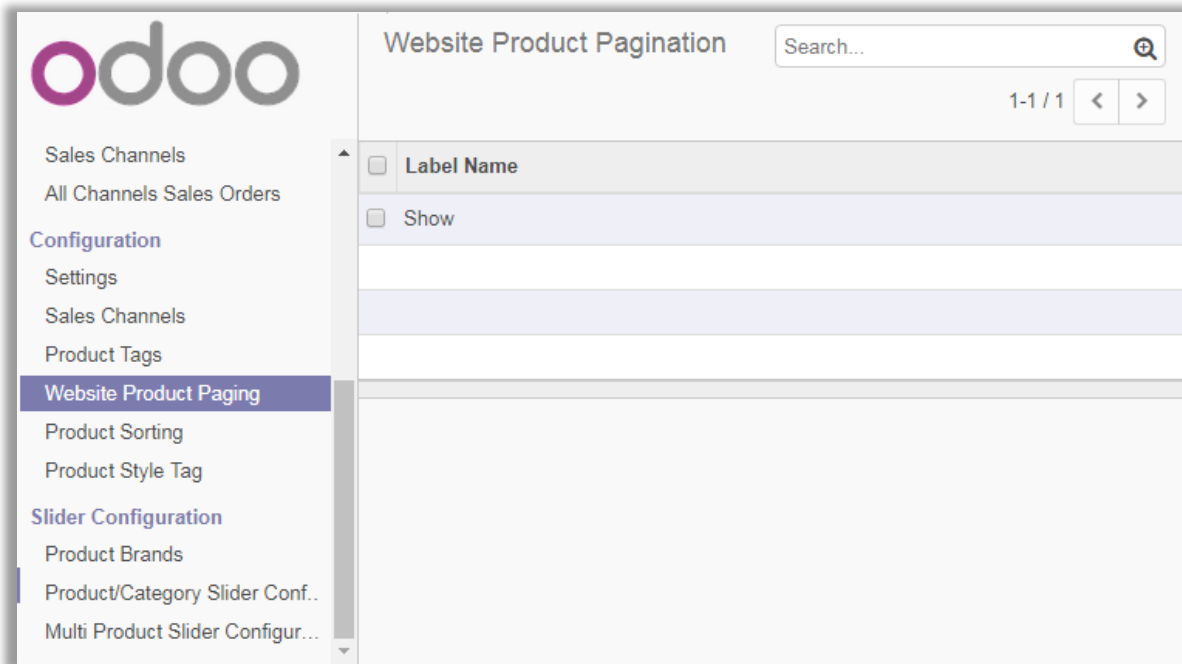 odoo
Sales Channels
All Channels Sales Orders
Configuration
Settings
Sales Channels
Product Tags
Website Product Paging
Product Sorting
Product Style Tag
Slider Configuration
Product Brands
Product/Category Slider Conf..
Multi Product Slider Configur...
Website Product Pagination
Search...
1-1 / 1
Label Name
Show